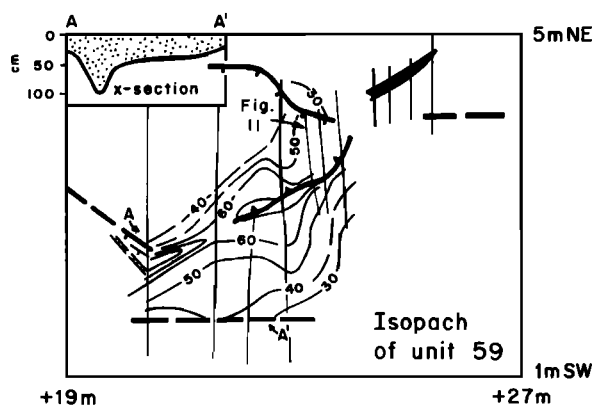 A A'
0
50
100
cm
x-section
5m NE
30
Fig.
11
50
40
60
A
60
50
40
30
A'
Isopach
of unit 59
1m SW
+19m
+27m